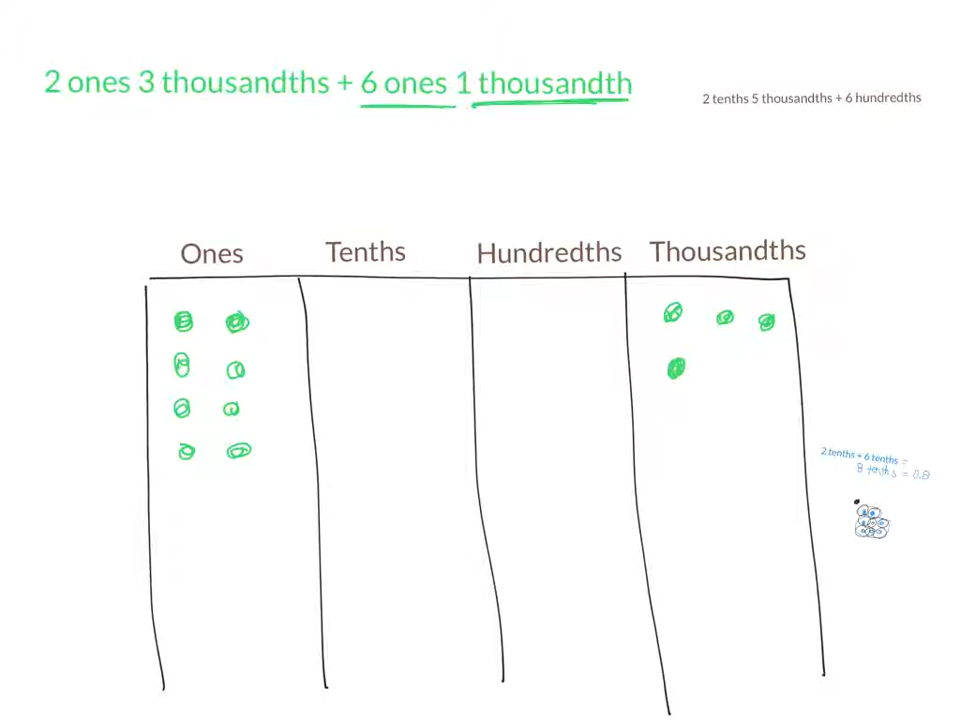 2 ones 3 thousandths + 6 ones 1 thousandth
2 tenths 5 thousandths + 6 hundredths
Ones Tenths Hundredths Thousandths
2 tenths + 6 tenths =
8 tenths = 0.8